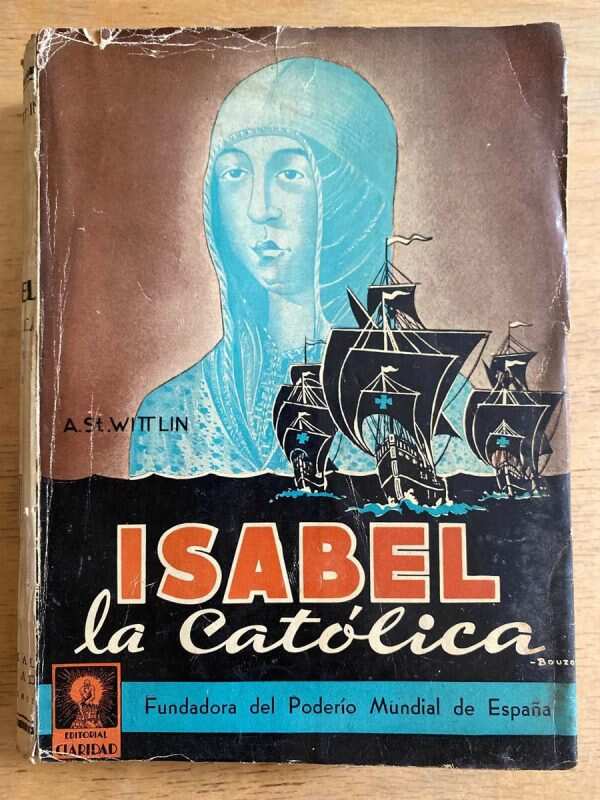 A. St. WITTLIN
ISABEL
la Católica
-BOUZO
Fundadora del Poderío Mundial de España
EDITORIAL
CLARIDAD